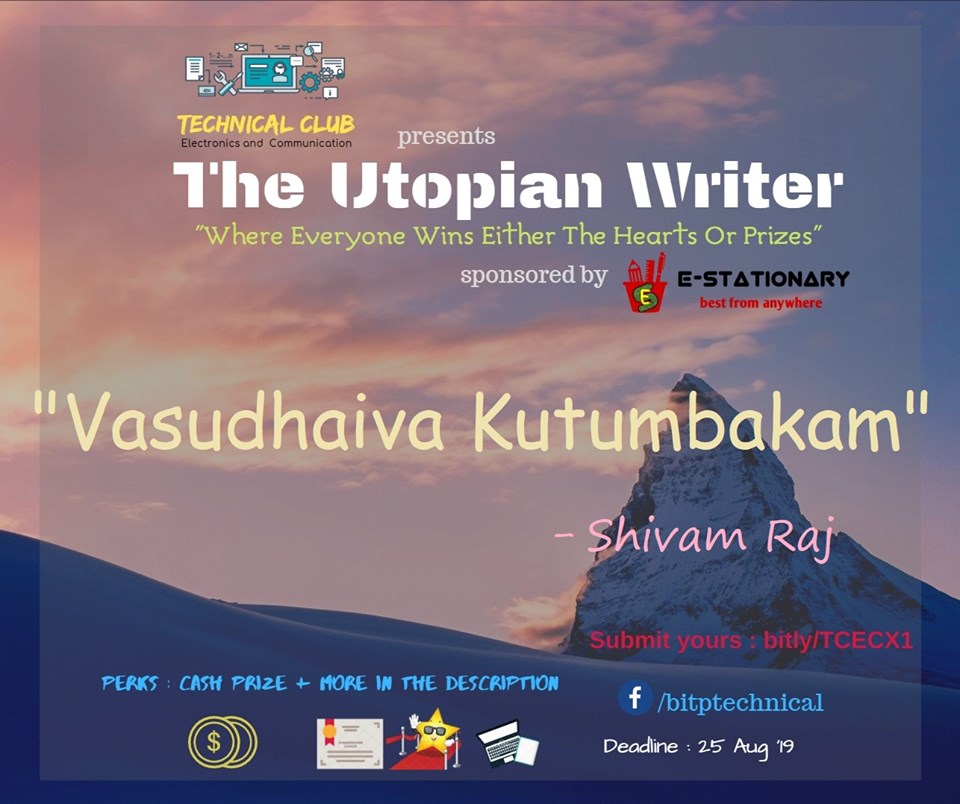 TECHNICAL CLUB
Electronics and Communication
presents
The Utopian Writer
"Where Everyone Wins Either The Hearts Or Prizes"
sponsored by
E-STATIONARY
best from anywhere
"Vasudhaiva Kutumbakam"
- Shivam Raj
Submit yours : bitly/TCECX1
PERKS : CASH PRIZE + MORE IN THE DESCRIPTION
/bitptechnical
Deadline : 25 Aug '19